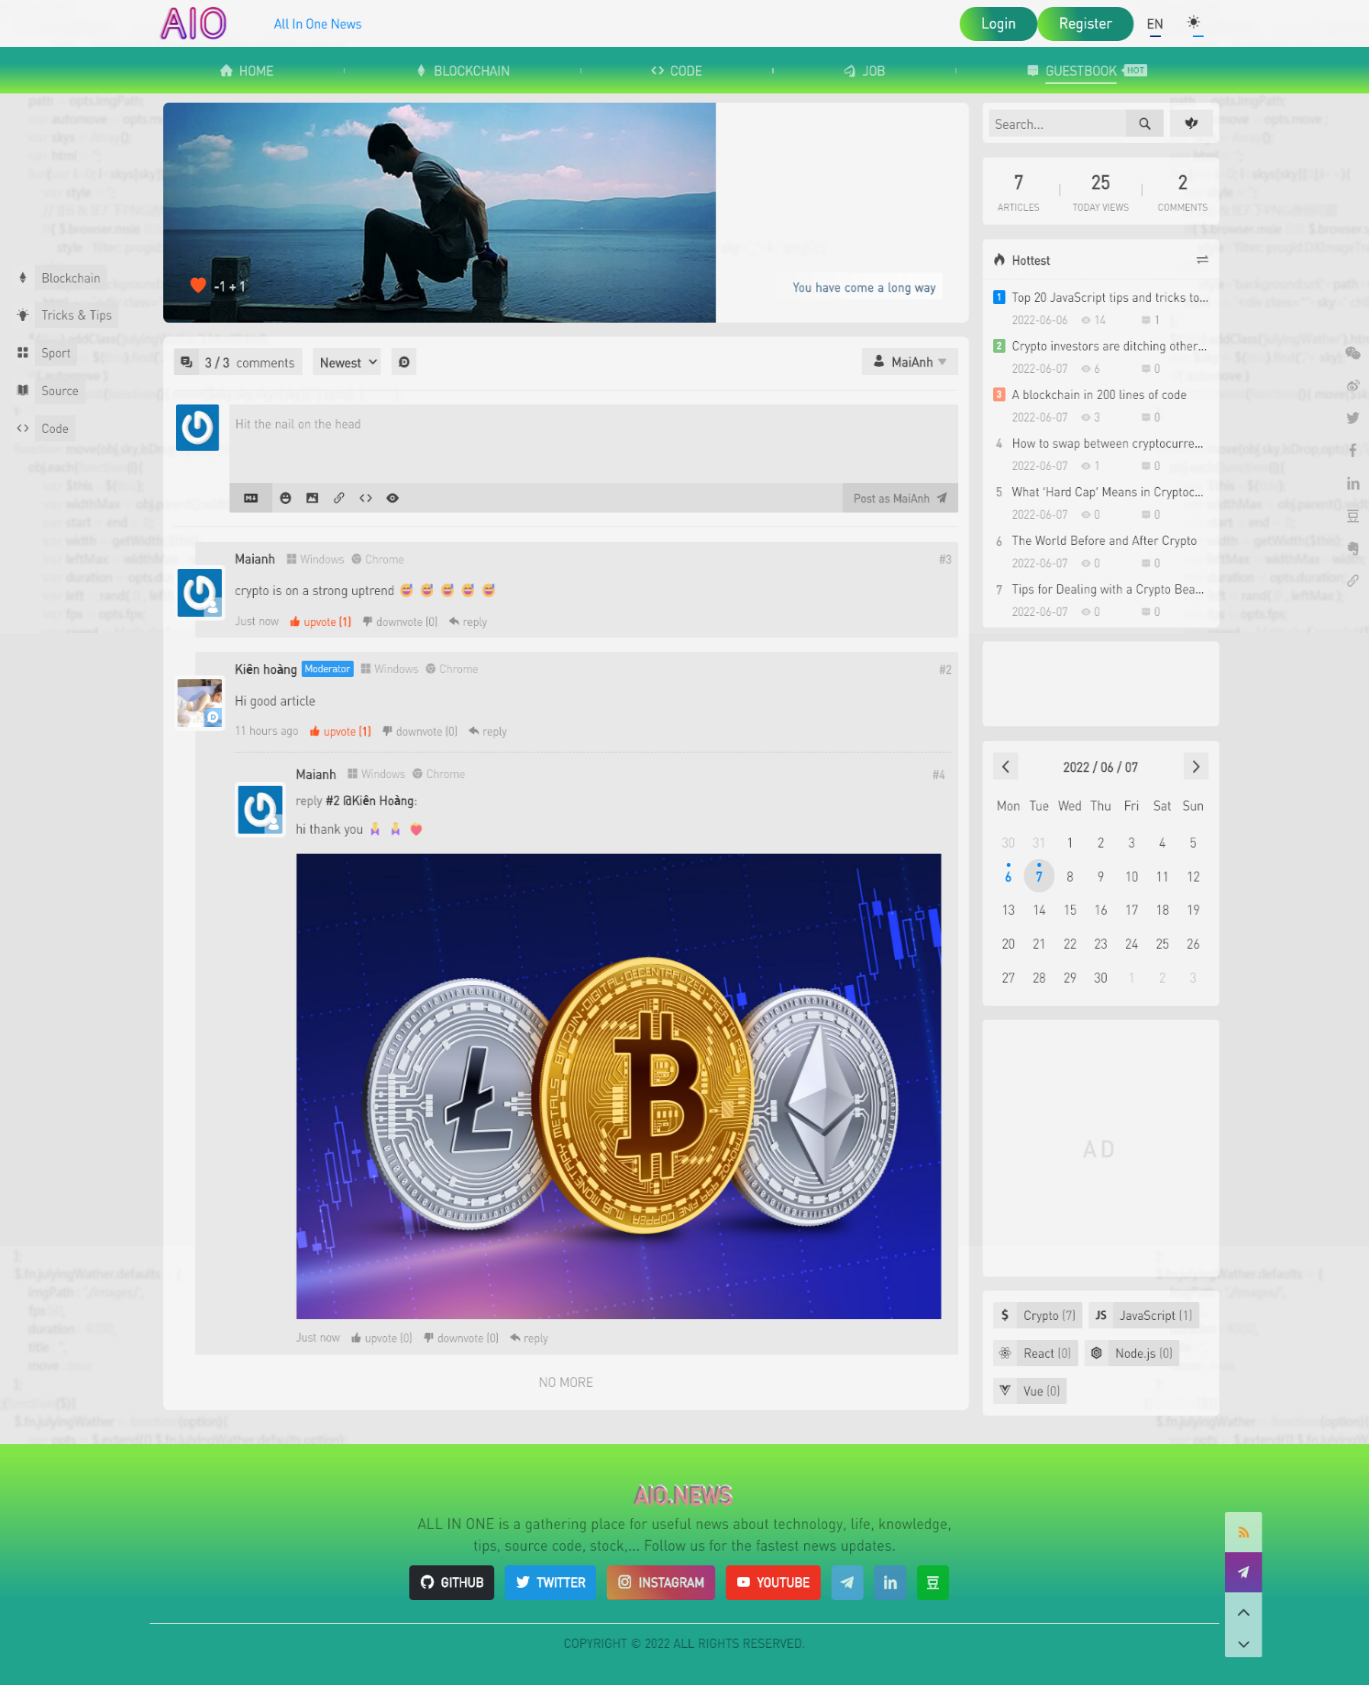 AIO
All In One News
Login
Register
EN
HOME
BLOCKCHAIN
CODE
JOB
GUESTBOOK
HOT
Blockchain
Tricks & Tips
Sport
Source
Code
-1 + 1
You have come a long way
3 / 3 comments
Newest
MaiAnh
Hit the nail on the head
Post as MaiAnh
Maianh Windows Chrome #3
crypto is on a strong uptrend 😅 😅 😅 😅 😅
Just now upvote (1) downvote (0) reply
Kiên hoàng Moderator Windows Chrome #2
Hi good article
11 hours ago upvote (1) downvote (0) reply
Maianh Windows Chrome #4
reply #2 @Kiên Hoàng:
hi thank you
BITCOIN·DIGITAL·DECENTRALIZED·PEER TO PEER
Just now upvote (0) downvote (0) reply
NO MORE
Search...
7
ARTICLES
25
TODAY VIEWS
2
COMMENTS
Hottest
1 Top 20 JavaScript tips and tricks to...
2022-06-06 14 1
2 Crypto investors are ditching other...
2022-06-07 6 0
3 A blockchain in 200 lines of code
2022-06-07 3 0
4 How to swap between cryptocurre...
2022-06-07 1 0
5 What ‘Hard Cap’ Means in Cryptoc...
2022-06-07 0 0
6 The World Before and After Crypto
2022-06-07 0 0
7 Tips for Dealing with a Crypto Bea...
2022-06-07 0 0
2022 / 06 / 07
Mon Tue Wed Thu Fri Sat Sun
30 31 1 2 3 4 5
6 7 8 9 10 11 12
13 14 15 16 17 18 19
20 21 22 23 24 25 26
27 28 29 30 1 2 3
AD
$ Crypto (7)
JS JavaScript (1)
React (0)
Node.js (0)
Vue (0)
AIO.NEWS
ALL IN ONE is a gathering place for useful news about technology, life, knowledge,
tips, source code, stock,... Follow us for the fastest news updates.
GITHUB
TWITTER
INSTAGRAM
YOUTUBE
in
豆
COPYRIGHT © 2022 ALL RIGHTS RESERVED.